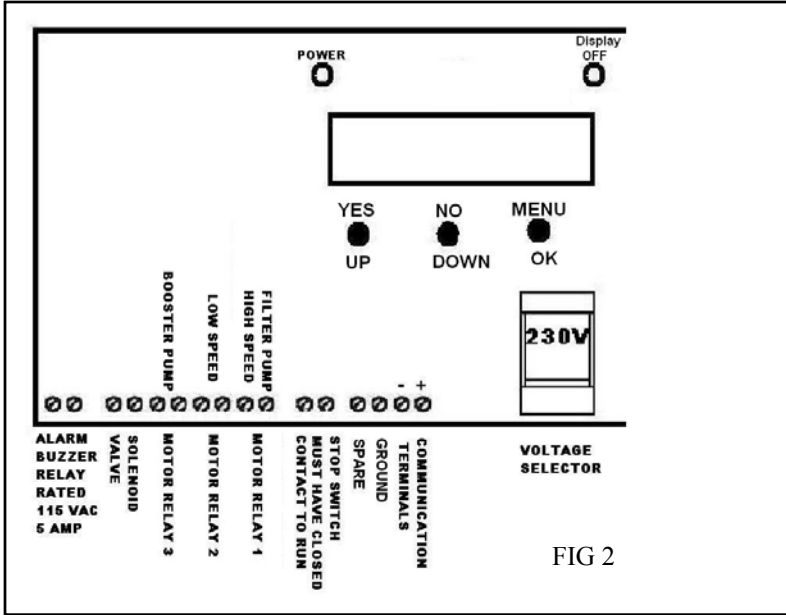 POWER
Display
OFF
YES
NO
MENU
UP
DOWN
OK
BOOSTER PUMP
LOW SPEED
HIGH SPEED
FILTER PUMP
230V
- +
ALARM
BUZZER
RELAY
RATED
115 VAC
5 AMP
VALVE
SOLENOID
MOTOR RELAY 3
MOTOR RELAY 2
MOTOR RELAY 1
STOP SWITCH
MUST HAVE CLOSED
CONTACT TO RUN
SPARE
GROUND
COMMUNICATION
TERMINALS
VOLTAGE
SELECTOR
FIG 2